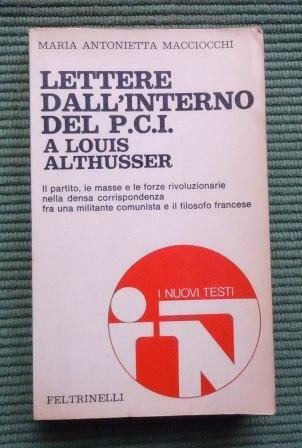 MARIA ANTONIETTA MACCIOCCHI
LETTERE
DALL'INTERNO
DEL P.C.I.
A LOUIS
ALTHUSSER
Il partito, le masse e le forze rivoluzionarie
nella densa corrispondenza
fra una militante comunista e il filosofo francese
I NUOVI TESTI
FELTRINELLI